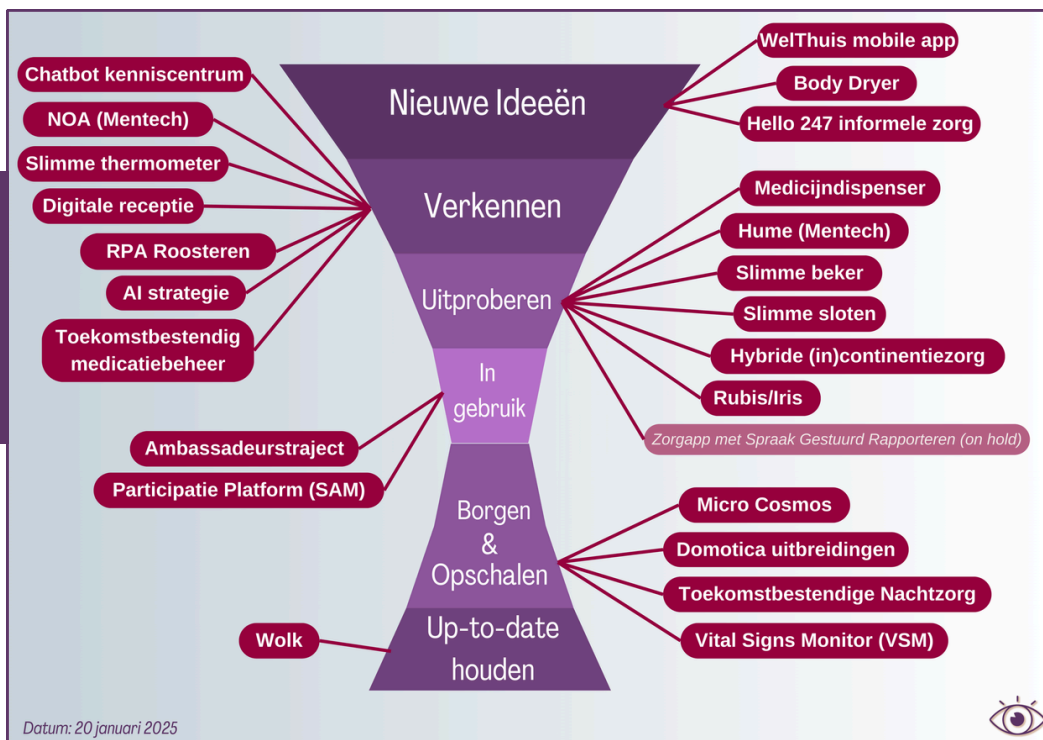 WelThuis mobile app
Chatbot kenniscentrum
Body Dryer
Nieuwe Ideeën
NOA (Mentech)
Hello 247 informele zorg
Slimme thermometer
Medicijndispenser
Digitale receptie
Verkennen
Hume (Mentech)
RPA Roosteren
Slimme beker
AI strategie
Uitproberen
Slimme sloten
Toekomstbestendig
medicatiebeheer
Hybride (in)continentiezorg
In
gebruik
Rubis/Iris
Zorgapp met Spraak Gestuurd Rapporteren (on hold)
Ambassadeurstraject
Participatie Platform (SAM)
Micro Cosmos
Borgen
&
Opschalen
Domotica uitbreidingen
Toekomstbestendige Nachtzorg
Wolk
Up-to-date
houden
Vital Signs Monitor (VSM)
Datum: 20 januari 2025